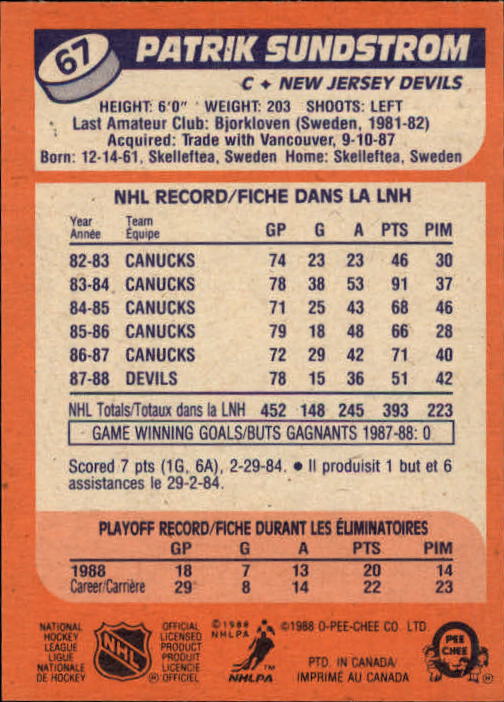 67
PATRIK SUNDSTROM
C ✦ NEW JERSEY DEVILS
HEIGHT: 6'0" WEIGHT: 203 SHOOTS: LEFT
Last Amateur Club: Bjorkloven (Sweden, 1981-82)
Acquired: Trade with Vancouver, 9-10-87
Born: 12-14-61, Skelleftea, Sweden Home: Skelleftea, Sweden
NHL RECORD/FICHE DANS LA LNH
Year Team
Année Équipe GP G A PTS PIM
82-83 CANUCKS 74 23 23 46 30
83-84 CANUCKS 78 38 53 91 37
84-85 CANUCKS 71 25 43 68 46
85-86 CANUCKS 79 18 48 66 28
86-87 CANUCKS 72 29 42 71 40
87-88 DEVILS 78 15 36 51 42
NHL Totals/Totaux dans la LNH 452 148 245 393 223
GAME WINNING GOALS/BUTS GAGNANTS 1987-88: 0
Scored 7 pts (1G, 6A), 2-29-84. • Il produisit 1 but et 6
assistances le 29-2-84.
PLAYOFF RECORD/FICHE DURANT LES ÉLIMINATOIRES
GP G A PTS PIM
1988 18 7 13 20 14
Career/Carrière 29 8 14 22 23
NATIONAL
HOCKEY
LEAGUE
LIGUE
NATIONALE
DE HOCKEY
NHL
®
OFFICIAL
LICENSED
PRODUCT
PRODUIT
LICENCIE
OFFICIEL
©1988
NHLPA
™
NHLPA
©1988 O-PEE-CHEE CO. LTD.
PTD. IN CANADA/
IMPRIMÉ AU CANADA
PEE
CHEE